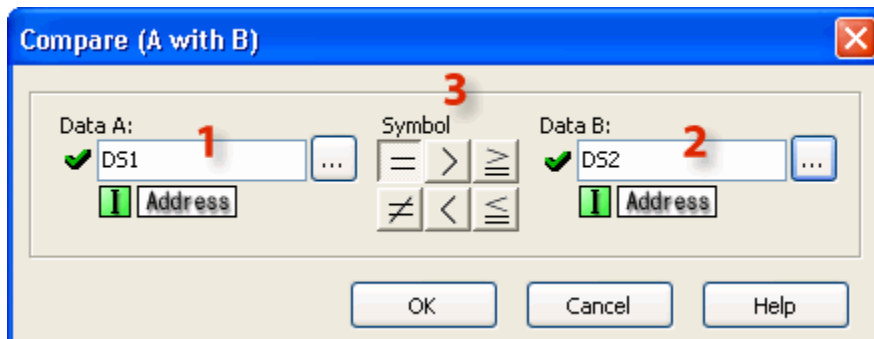 Compare (A with B)
3
Data A:
Symbol
Data B:
DS1
1
...
= > ≧
DS2
2
...
I Address
≠ < ≦
I Address
OK
Cancel
Help